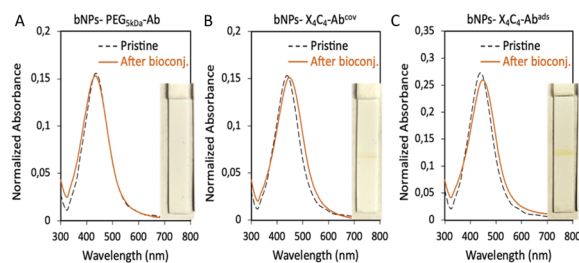 A
bNPs- PEG5kDa-Ab
Normalized Absorbance
0,2
0,15
0,1
0,05
0
Pristine
After bioconj.
300 400 500 600 700 800
Wavelength (nm)
B
bNPs- X4C4-Abcov
Normalized Absorbance
0,2
0,15
0,1
0,05
0
Pristine
After bioconj.
300 400 500 600 700 800
Wavelength (nm)
C
bNPs- X4C4-Abads
Normalized Absorbance
0,35
0,3
0,25
0,2
0,15
0,1
0,05
0
Pristine
After bioconj.
300 400 500 600 700 800
Wavelength (nm)